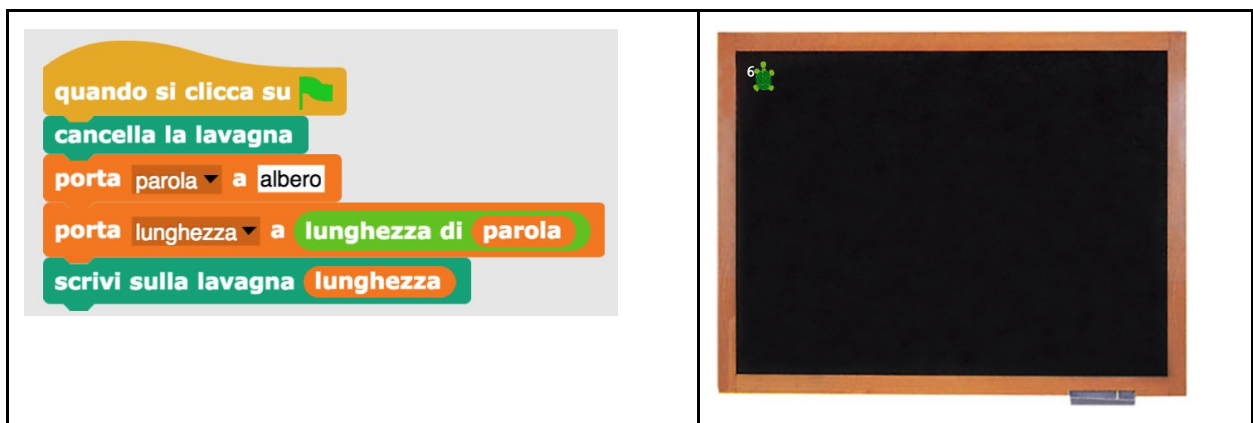 quando si clicca su
cancella la lavagna
porta parola a albero
porta lunghezza a lunghezza di parola
scrivi sulla lavagna lunghezza
6